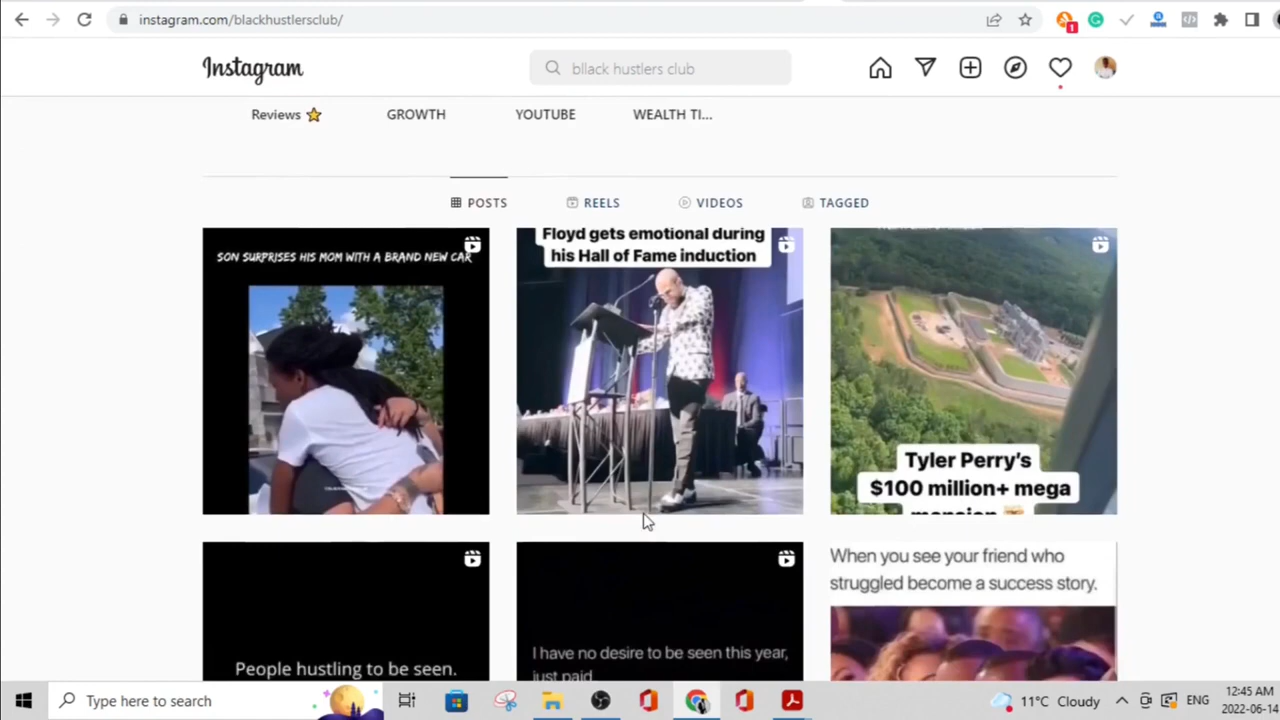 instagram.com/blackhustlersclub/
1
Instagram
bllack hustlers club
Reviews ⭐
GROWTH
YOUTUBE
WEALTH TI...
POSTS
REELS
VIDEOS
TAGGED
SON SURPRISES HIS MOM WITH A BRAND NEW CAR
Floyd gets emotional during
his Hall of Fame induction
Tyler Perry's
$100 million+ mega
mansion
People hustling to be seen.
I have no desire to be seen this year,
just paid
When you see your friend who
struggled become a success story.
Type here to search
11°C Cloudy
ENG
12:45 AM
2022-06-14